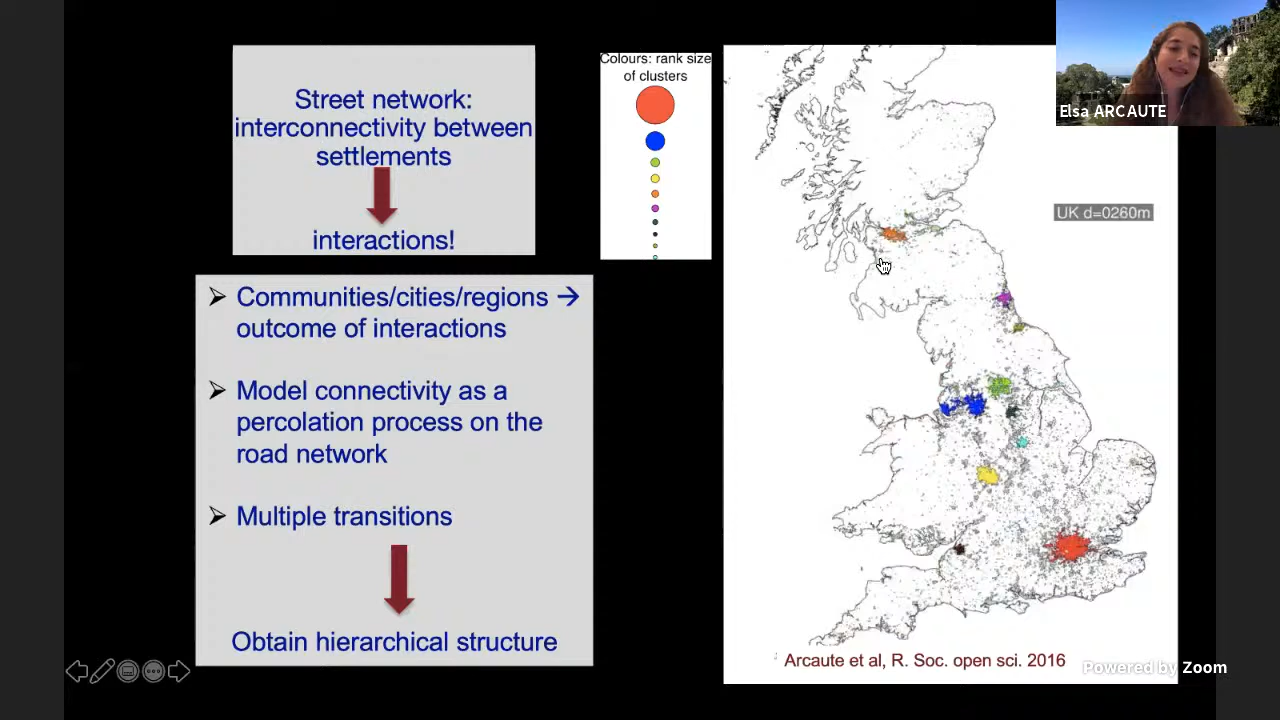 Street network:
interconnectivity between
settlements
interactions!
Communities/cities/regions →
outcome of interactions
Model connectivity as a
percolation process on the
road network
Multiple transitions
Obtain hierarchical structure
Colours: rank size
of clusters
UK d=0260m
Arcaute et al, R. Soc. open sci. 2016
Elsa ARCAUTE
Powered by Zoom